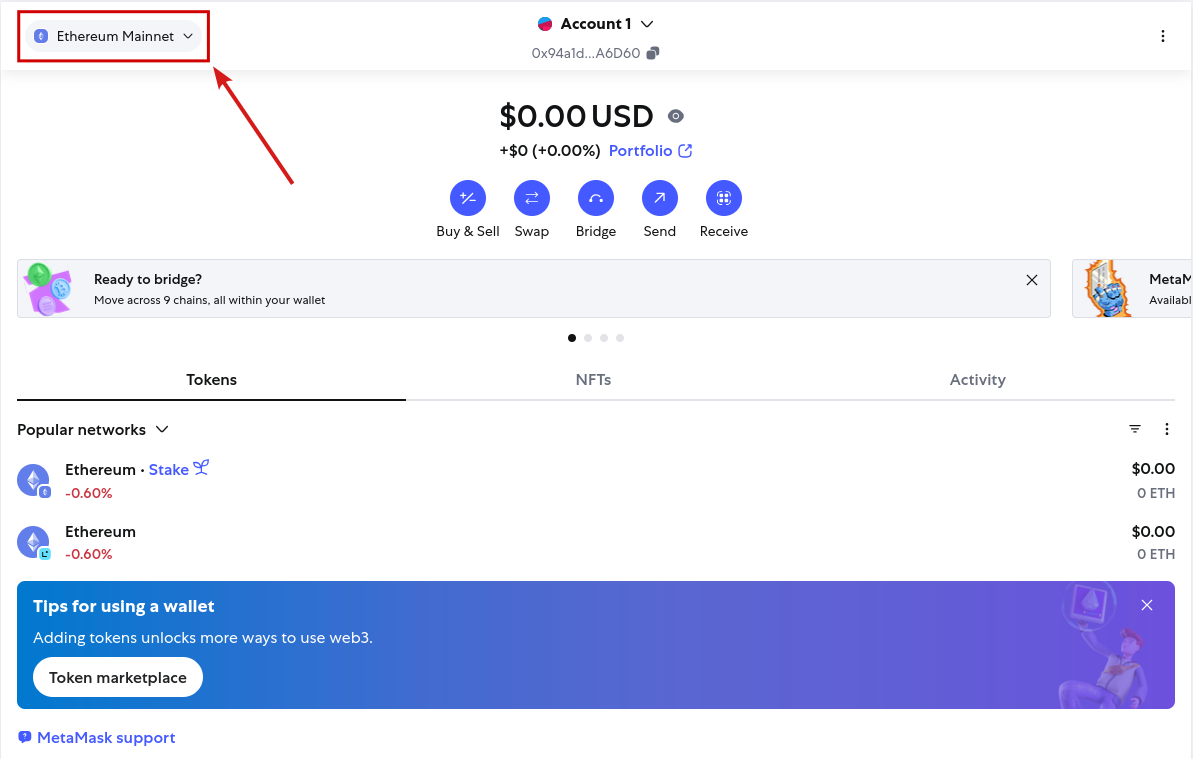 Ethereum Mainnet
Account 1
0x94a1d...A6D60
$0.00 USD
+$0 (+0.00%) Portfolio
Buy & Sell
Swap
Bridge
Send
Receive
Ready to bridge?
Move across 9 chains, all within your wallet
MetaM
Availabl
Tokens
NFTs
Activity
Popular networks
Ethereum • Stake
$0.00
-0.60%
0 ETH
Ethereum
$0.00
-0.60%
0 ETH
Tips for using a wallet
Adding tokens unlocks more ways to use web3.
Token marketplace
MetaMask support